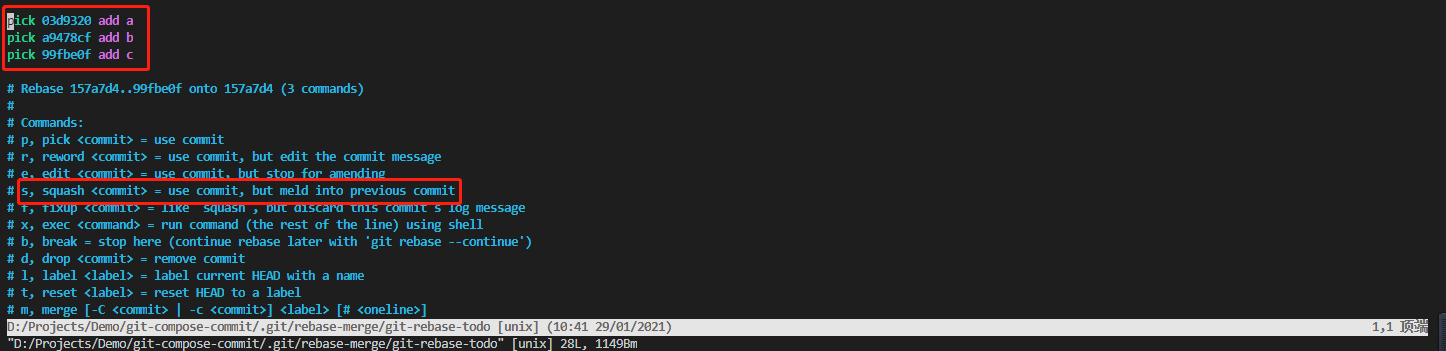 pick 03d9320 add a
pick a9478cf add b
pick 99fbe0f add c
# Rebase 157a7d4..99fbe0f onto 157a7d4 (3 commands)
#
# Commands:
# p, pick <commit> = use commit
# r, reword <commit> = use commit, but edit the commit message
# e, edit <commit> = use commit, but stop for amending
# s, squash <commit> = use commit, but meld into previous commit
# f, fixup <commit> = like "squash", but discard this commit's log message
# x, exec <command> = run command (the rest of the line) using shell
# b, break = stop here (continue rebase later with 'git rebase --continue')
# d, drop <commit> = remove commit
# l, label <label> = label current HEAD with a name
# t, reset <label> = reset HEAD to a label
# m, merge [-C <commit> | -c <commit>] <label> [# <oneline>]
D:/Projects/Demo/git-compose-commit/.git/rebase-merge/git-rebase-todo [unix] (10:41 29/01/2021) 1,1 顶端
"D:/Projects/Demo/git-compose-commit/.git/rebase-merge/git-rebase-todo" [unix] 28L, 1149Bm